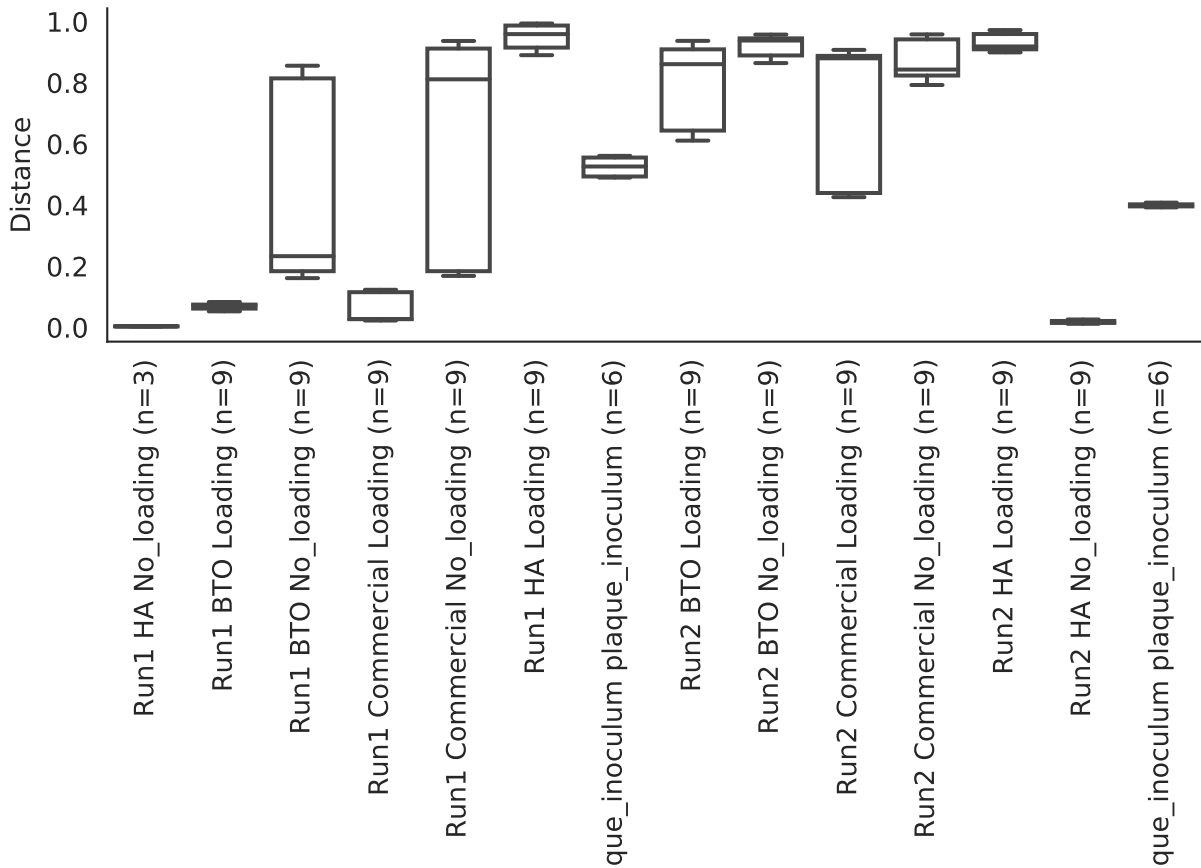 Distance
1.0
0.8
0.6
0.4
0.2
0.0
Run1 HA No_loading (n=3)
Run1 BTO Loading (n=9)
Run1 BTO No_loading (n=9)
Run1 Commercial Loading (n=9)
Run1 Commercial No_loading (n=9)
Run1 HA Loading (n=9)
que_inoculum plaque_inoculum (n=6)
Run2 BTO Loading (n=9)
Run2 BTO No_loading (n=9)
Run2 Commercial Loading (n=9)
Run2 Commercial No_loading (n=9)
Run2 HA Loading (n=9)
Run2 HA No_loading (n=9)
que_inoculum plaque_inoculum (n=6)